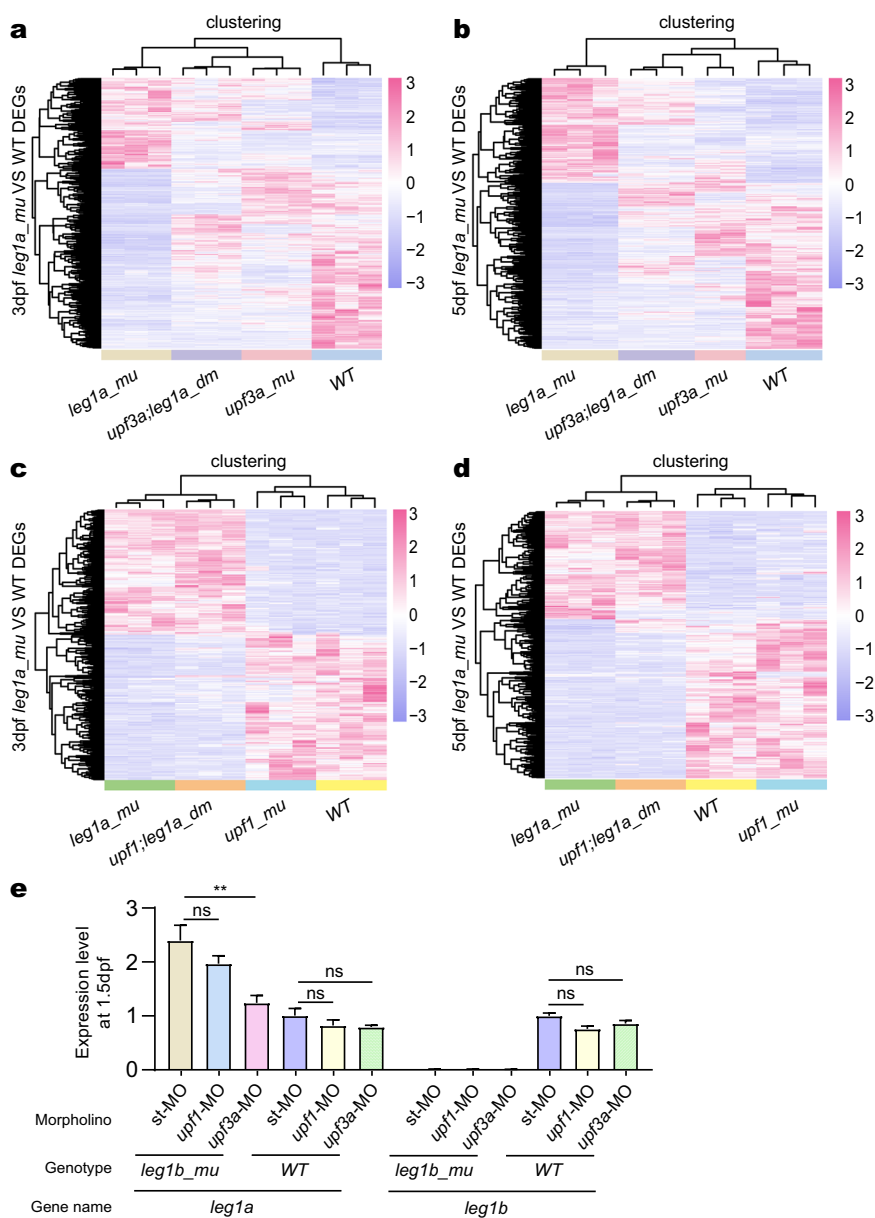 a
clustering
3dpf leg1a_mu VS WT DEGs
3
2
1
0
−1
−2
−3
leg1a_mu
upf3a;leg1a_dm
upf3a_mu
WT
b
clustering
5dpf leg1a_mu VS WT DEGs
3
2
1
0
−1
−2
−3
leg1a_mu
upf3a;leg1a_dm
upf3a_mu
WT
c
clustering
3dpf leg1a_mu VS WT DEGs
3
2
1
0
−1
−2
−3
leg1a_mu
upf1;leg1a_dm
upf1_mu
WT
d
clustering
5dpf leg1a_mu VS WT DEGs
3
2
1
0
−1
−2
−3
leg1a_mu
upf1;leg1a_dm
WT
upf1_mu
e
Expression level
at 1.5dpf
3
2
1
0
**
ns
ns
ns
ns
ns
Morpholino
st-MO
upf1-MO
upf3a-MO
st-MO
upf1-MO
upf3a-MO
st-MO
upf1-MO
upf3a-MO
st-MO
upf1-MO
upf3a-MO
Genotype
leg1b_mu
WT
leg1b_mu
WT
Gene name
leg1a
leg1b